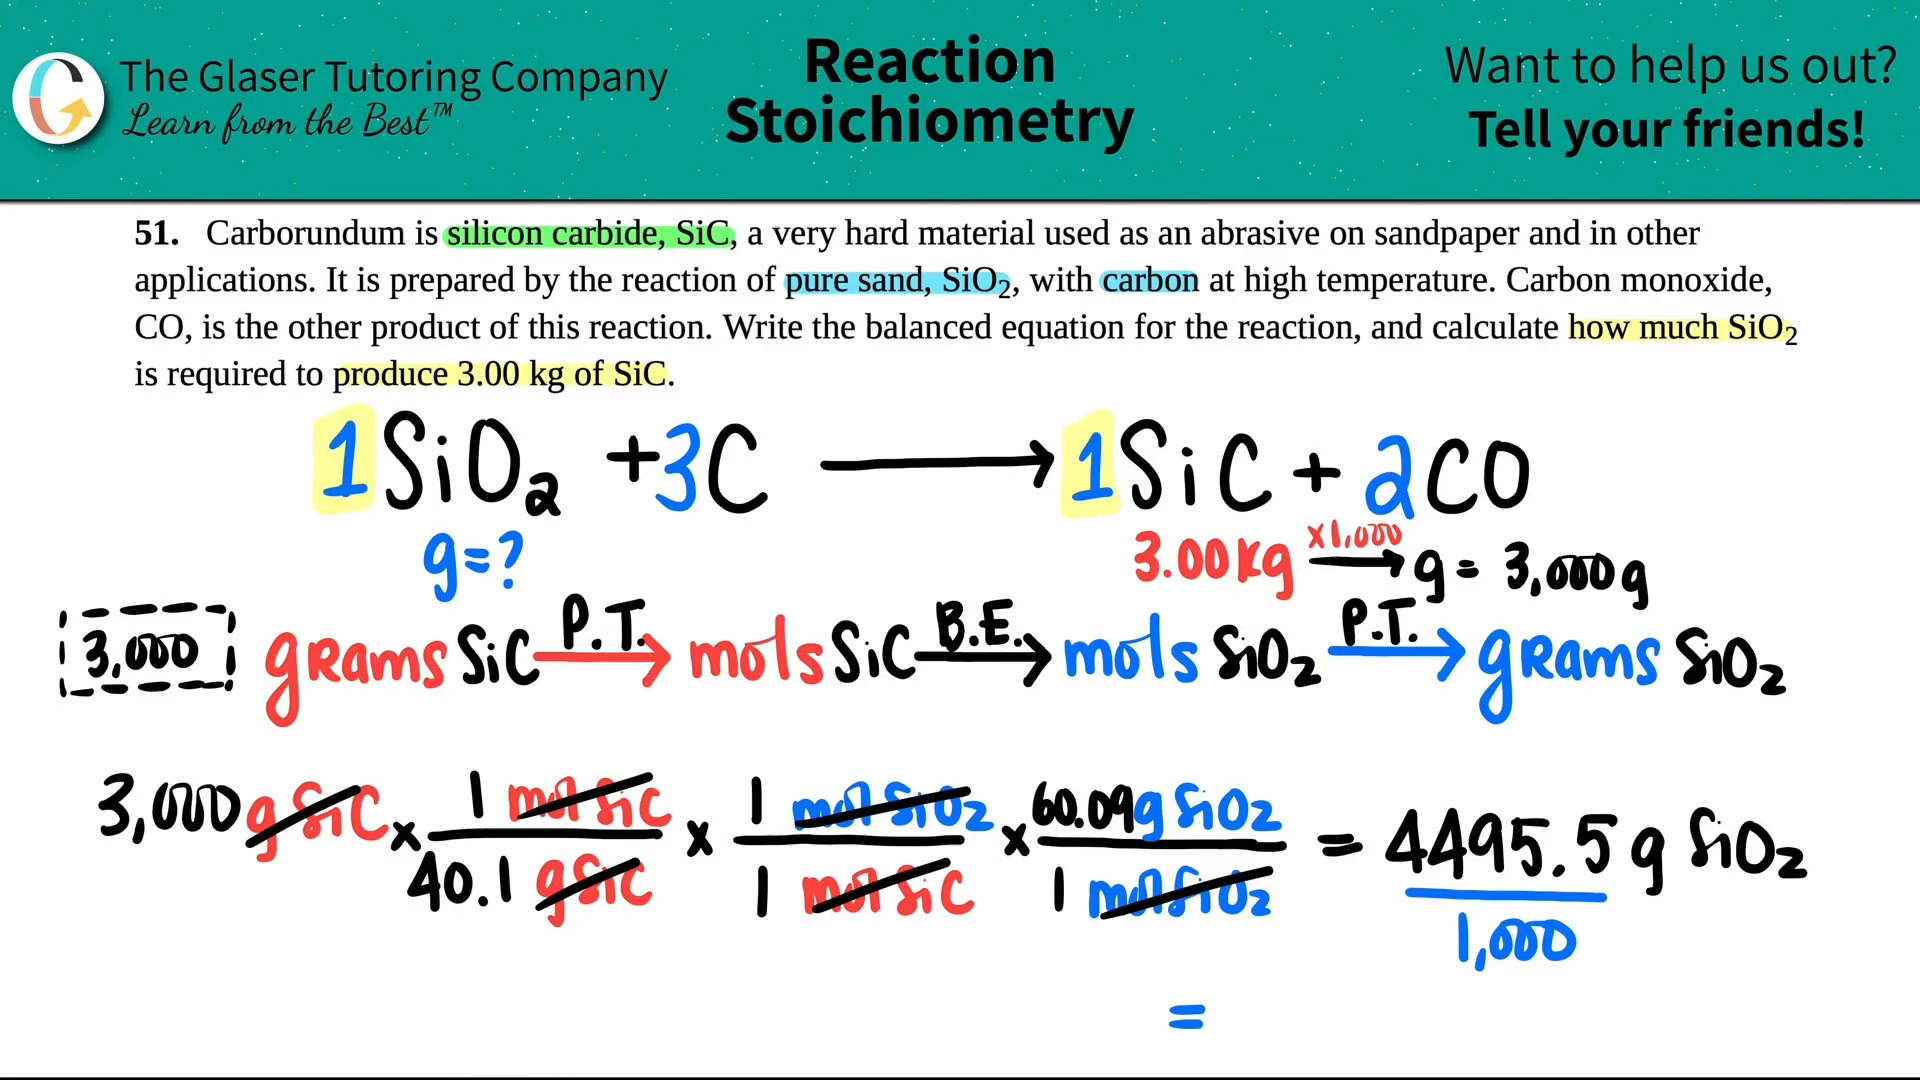 The Glaser Tutoring Company
Learn from the Best™
Reaction
Stoichiometry
Want to help us out?
Tell your friends!
51. Carborundum is silicon carbide, SiC, a very hard material used as an abrasive on sandpaper and in other
applications. It is prepared by the reaction of pure sand, SiO₂, with carbon at high temperature. Carbon monoxide,
CO, is the other product of this reaction. Write the balanced equation for the reaction, and calculate how much SiO₂
is required to produce 3.00 kg of SiC.
1SiO₂ + 3C → 1SiC + 2CO
g=? 3.00kg x1,000 → g = 3,000g
P.T. B.E. P.T.
3,000 grams SiC → mols SiC → mols SiO₂ → grams SiO₂
1 mol SiC 1 mol SiO₂ 60.09g SiO₂
3,000 g SiC x x x = 4495.5 g SiO₂
40.1 g SiC 1 mol SiC 1 mol SiO₂
1,000
=